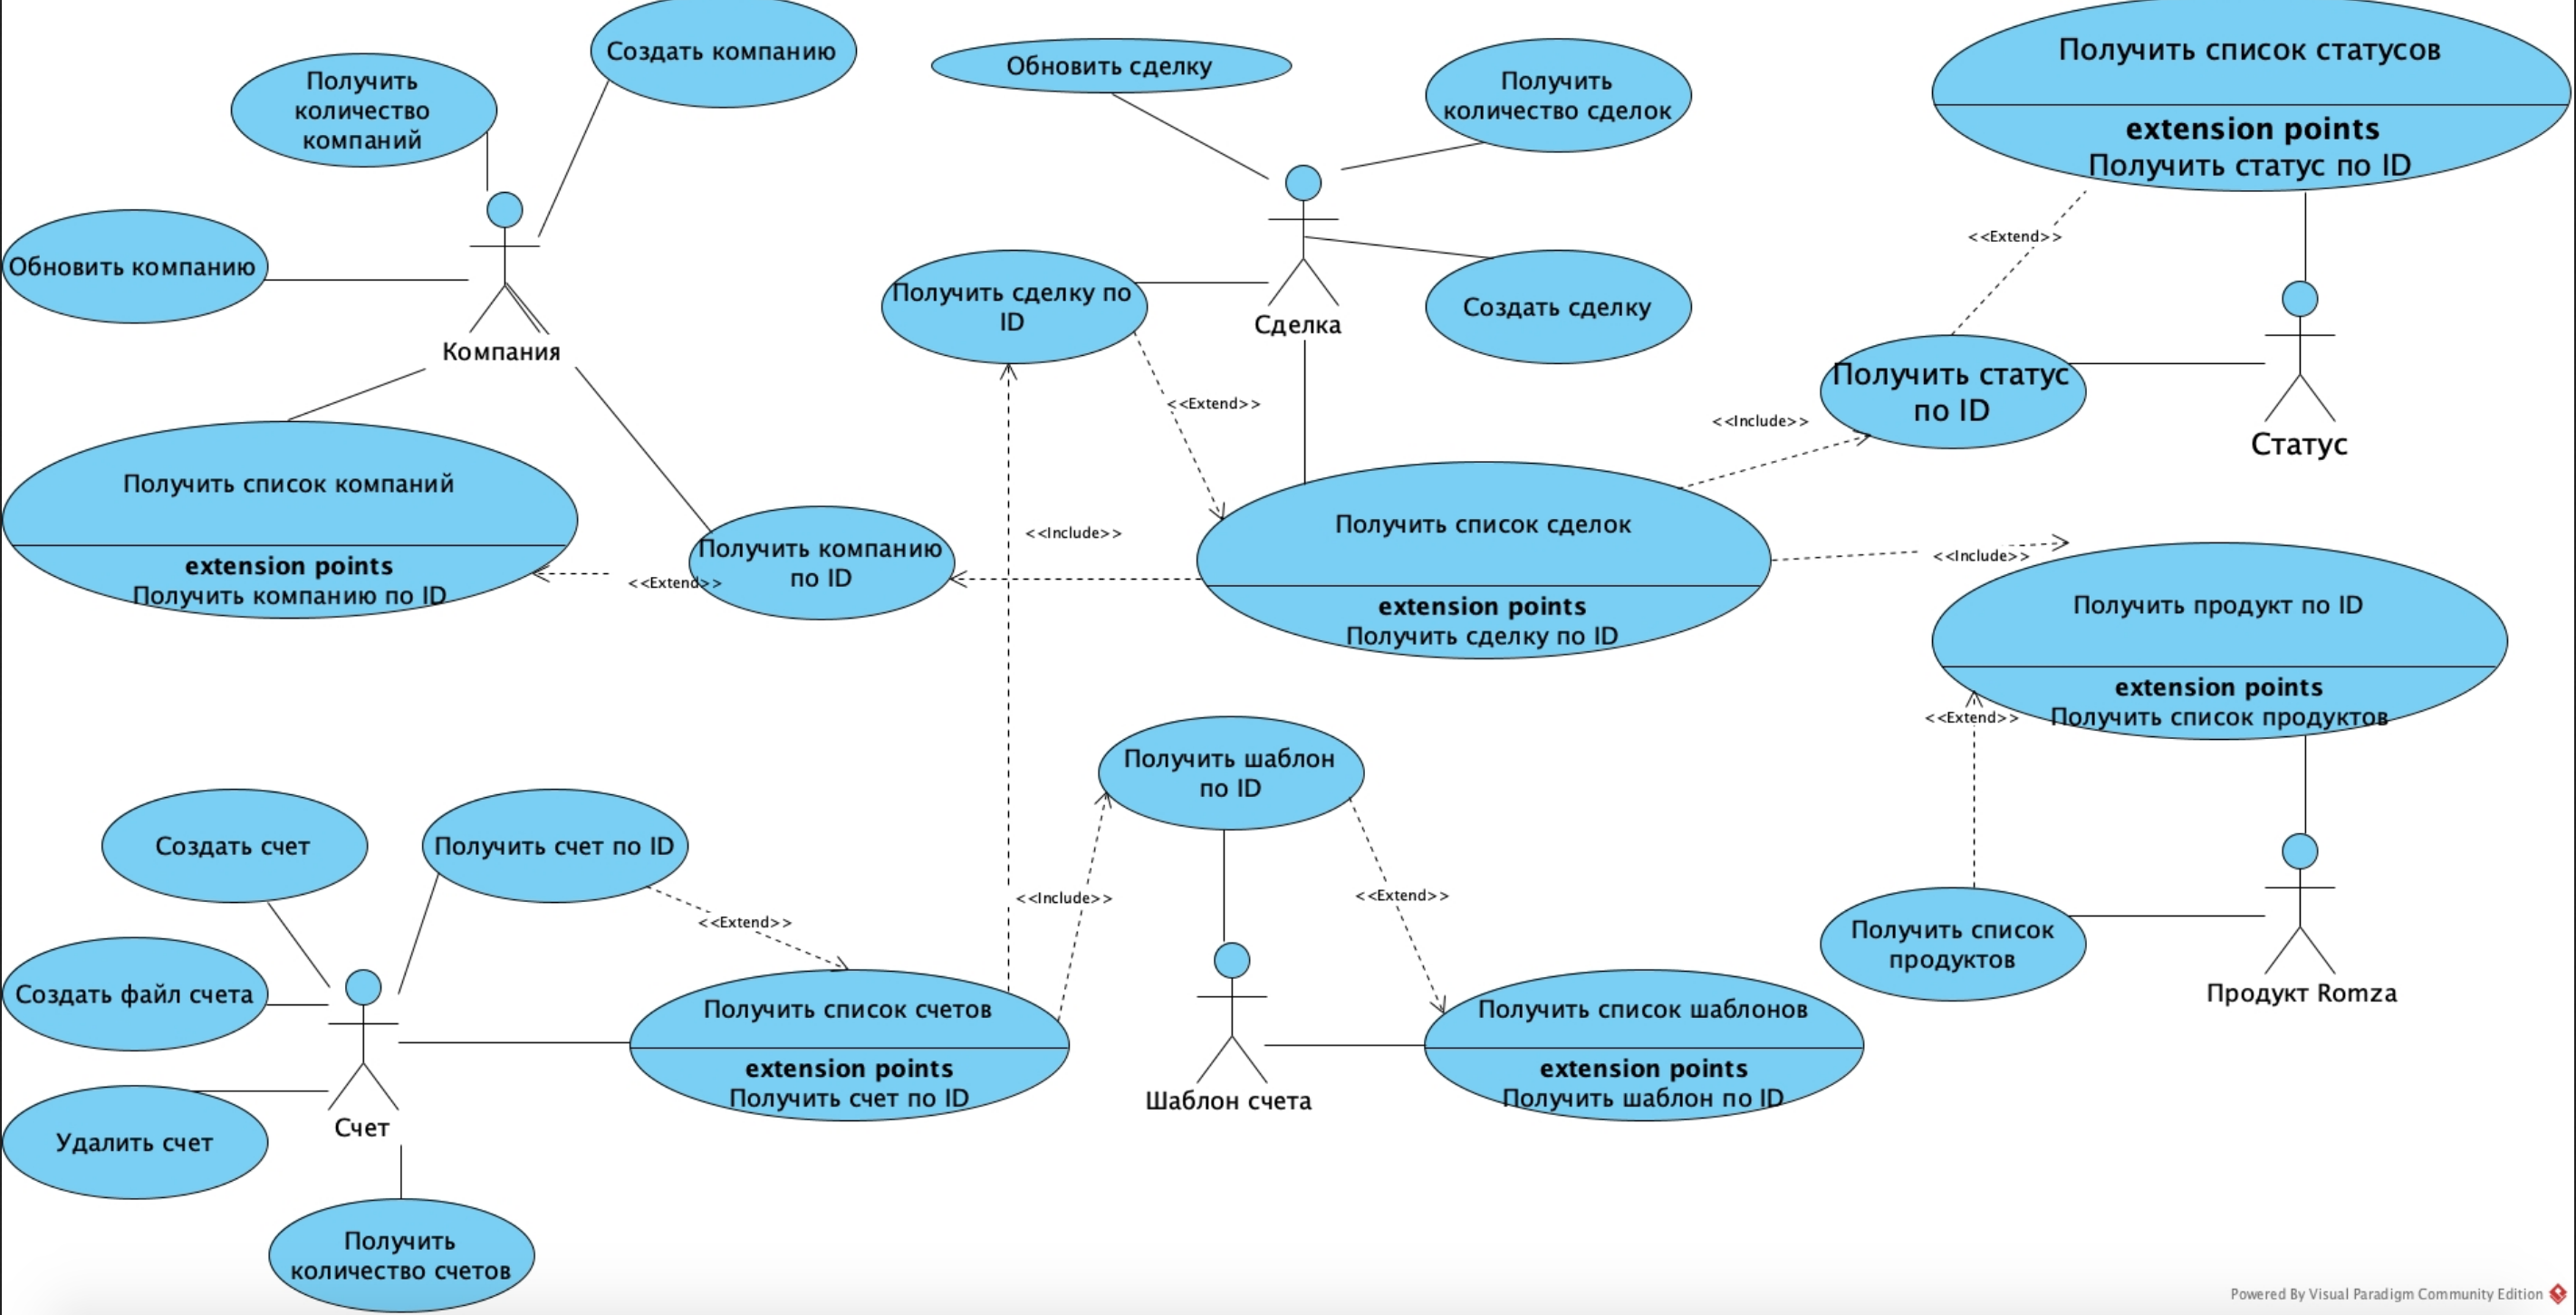 Создать компанию
Получить
количество
компаний
Обновить компанию
Компания
Получить список компаний
extension points
Получить компанию по ID
<<Extend>>
Получить компанию
по ID
Обновить сделку
Получить
количество сделок
Получить сделку по
ID
Сделка
Создать сделку
<<Extend>>
<<Include>>
Получить список сделок
extension points
Получить сделку по ID
Получить список статусов
extension points
Получить статус по ID
<<Extend>>
Получить статус
по ID
Статус
<<Include>>
<<Include>>
Получить продукт по ID
extension points
Получить список продуктов
<<Extend>>
Получить список
продуктов
Продукт Romza
Создать счет
Получить счет по ID
<<Extend>>
Создать файл счета
Удалить счет
Счет
Получить
количество счетов
Получить список счетов
extension points
Получить счет по ID
<<Include>>
Получить шаблон
по ID
<<Extend>>
Шаблон счета
Получить список шаблонов
extension points
Получить шаблон по ID
Powered By Visual Paradigm Community Edition